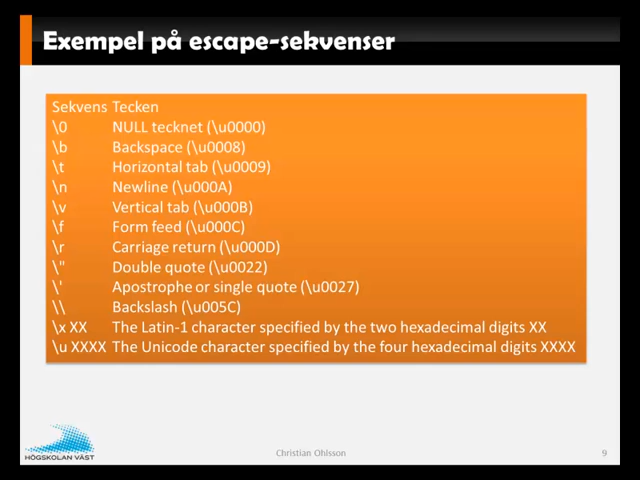 Exempel på escape-sekvenser
Sekvens Tecken
\0 NULL tecknet (\u0000)
\b Backspace (\u0008)
\t Horizontal tab (\u0009)
\n Newline (\u000A)
\v Vertical tab (\u000B)
\f Form feed (\u000C)
\r Carriage return (\u000D)
\" Double quote (\u0022)
\' Apostrophe or single quote (\u0027)
\\ Backslash (\u005C)
\x XX The Latin-1 character specified by the two hexadecimal digits XX
\u XXXX The Unicode character specified by the four hexadecimal digits XXXX
HÖGSKOLAN VÄST
Christian Ohlsson
9